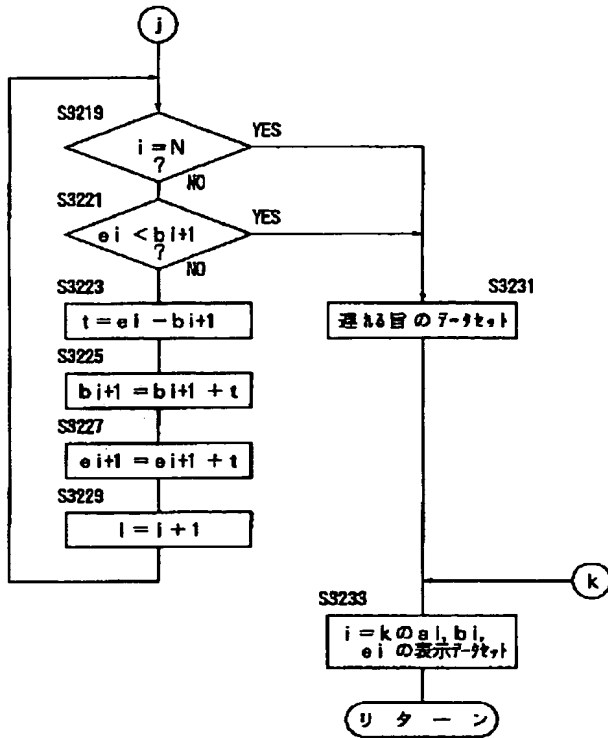 j
S3219
YES
i = N
?
NO
S3221
YES
ei < bi+1
?
NO
S3223
t = ei - bi+1
S3225
bi+1 = bi+1 + t
S3227
ei+1 = ei+1 + t
S3229
i = i + 1
S3231
遅れる旨のデータセット
k
S3233
i = k の ai, bi,
ei の表示データセット
リターン